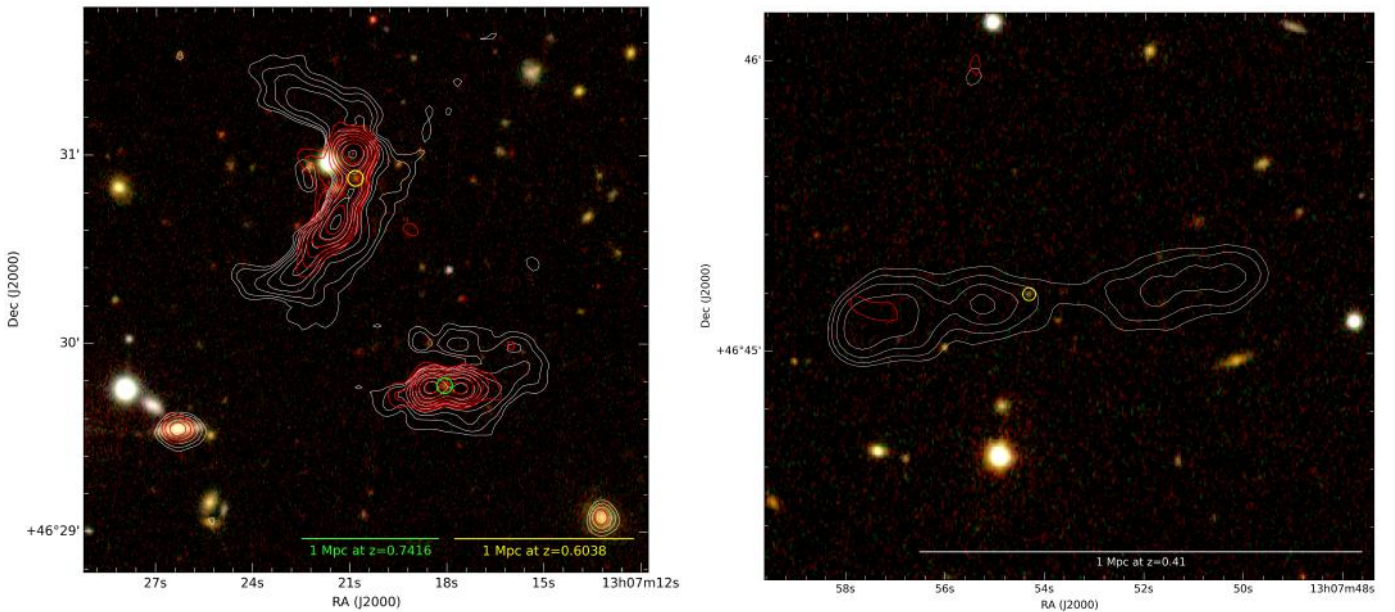 Dec (J2000)
31'
30'
+46°29'
1 Mpc at z=0.7416
1 Mpc at z=0.6038
27s
24s
21s
18s
15s
13h07m12s
RA (J2000)
Dec (J2000)
46'
+46°45'
1 Mpc at z=0.41
58s
56s
54s
52s
50s
13h07m48s
RA (J2000)